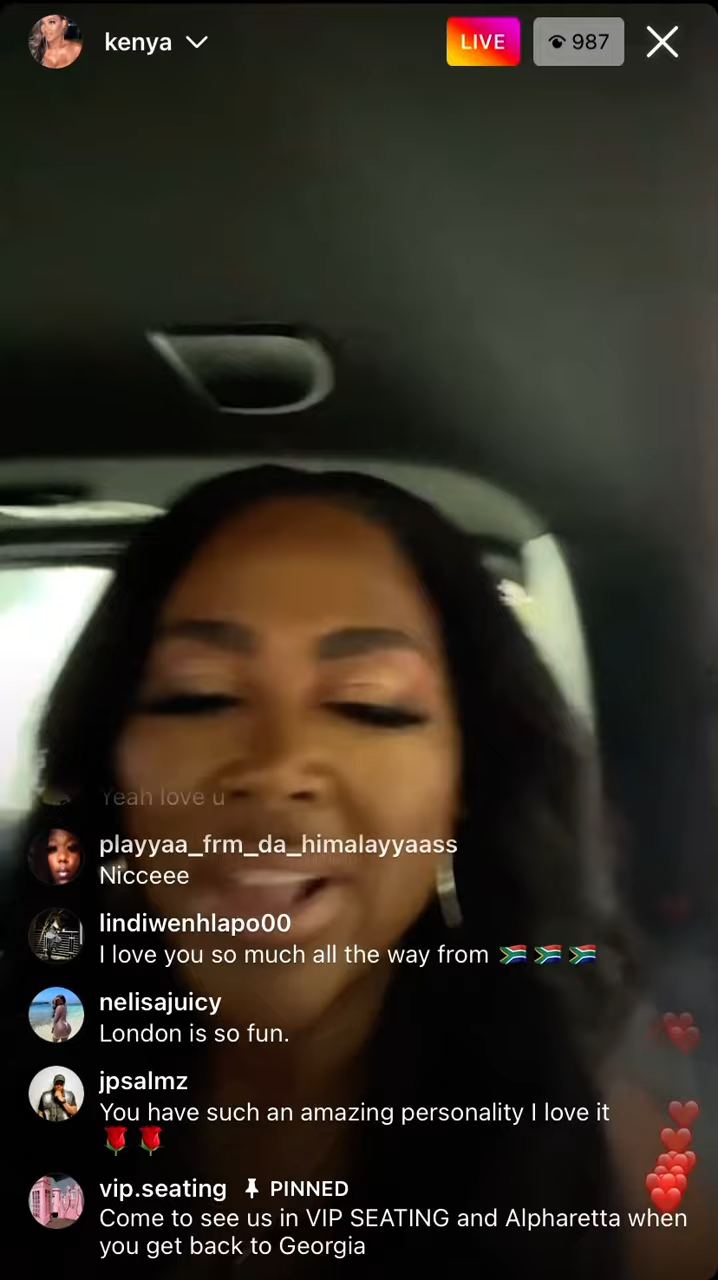 kenya
LIVE
987
Yeah love u
playyaa_frm_da_himalayyaass
Nicceee
lindiwenhlapo00
I love you so much all the way from 🇿🇦 🇿🇦 🇿🇦
nelisajuicy
London is so fun.
jpsalmz
You have such an amazing personality I love it
🌹 🌹
vip.seating 📌 PINNED
Come to see us in VIP SEATING and Alpharetta when
you get back to Georgia